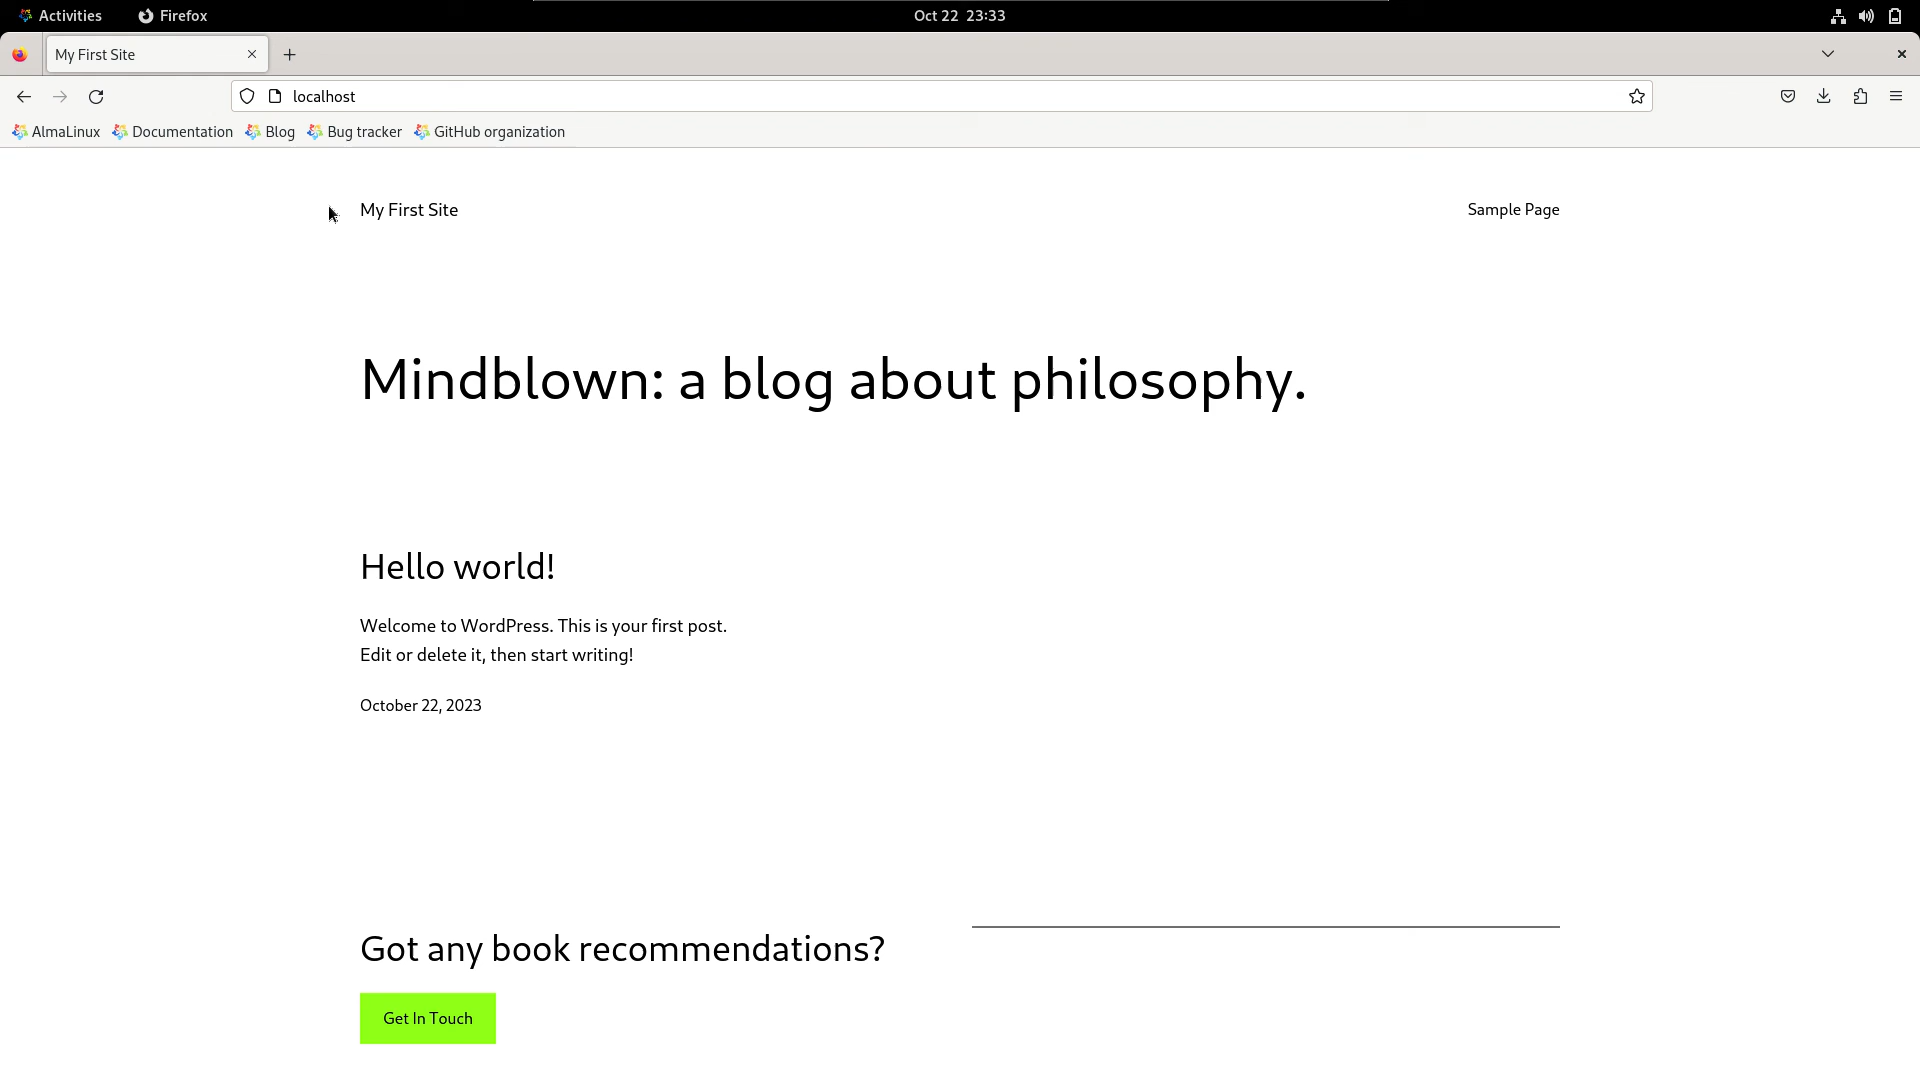 Activities Firefox Oct 22 23:33
My First Site
localhost
AlmaLinux Documentation Blog Bug tracker GitHub organization
My First Site Sample Page
Mindblown: a blog about philosophy.
Hello world!
Welcome to WordPress. This is your first post.
Edit or delete it, then start writing!
October 22, 2023
Got any book recommendations?
Get In Touch